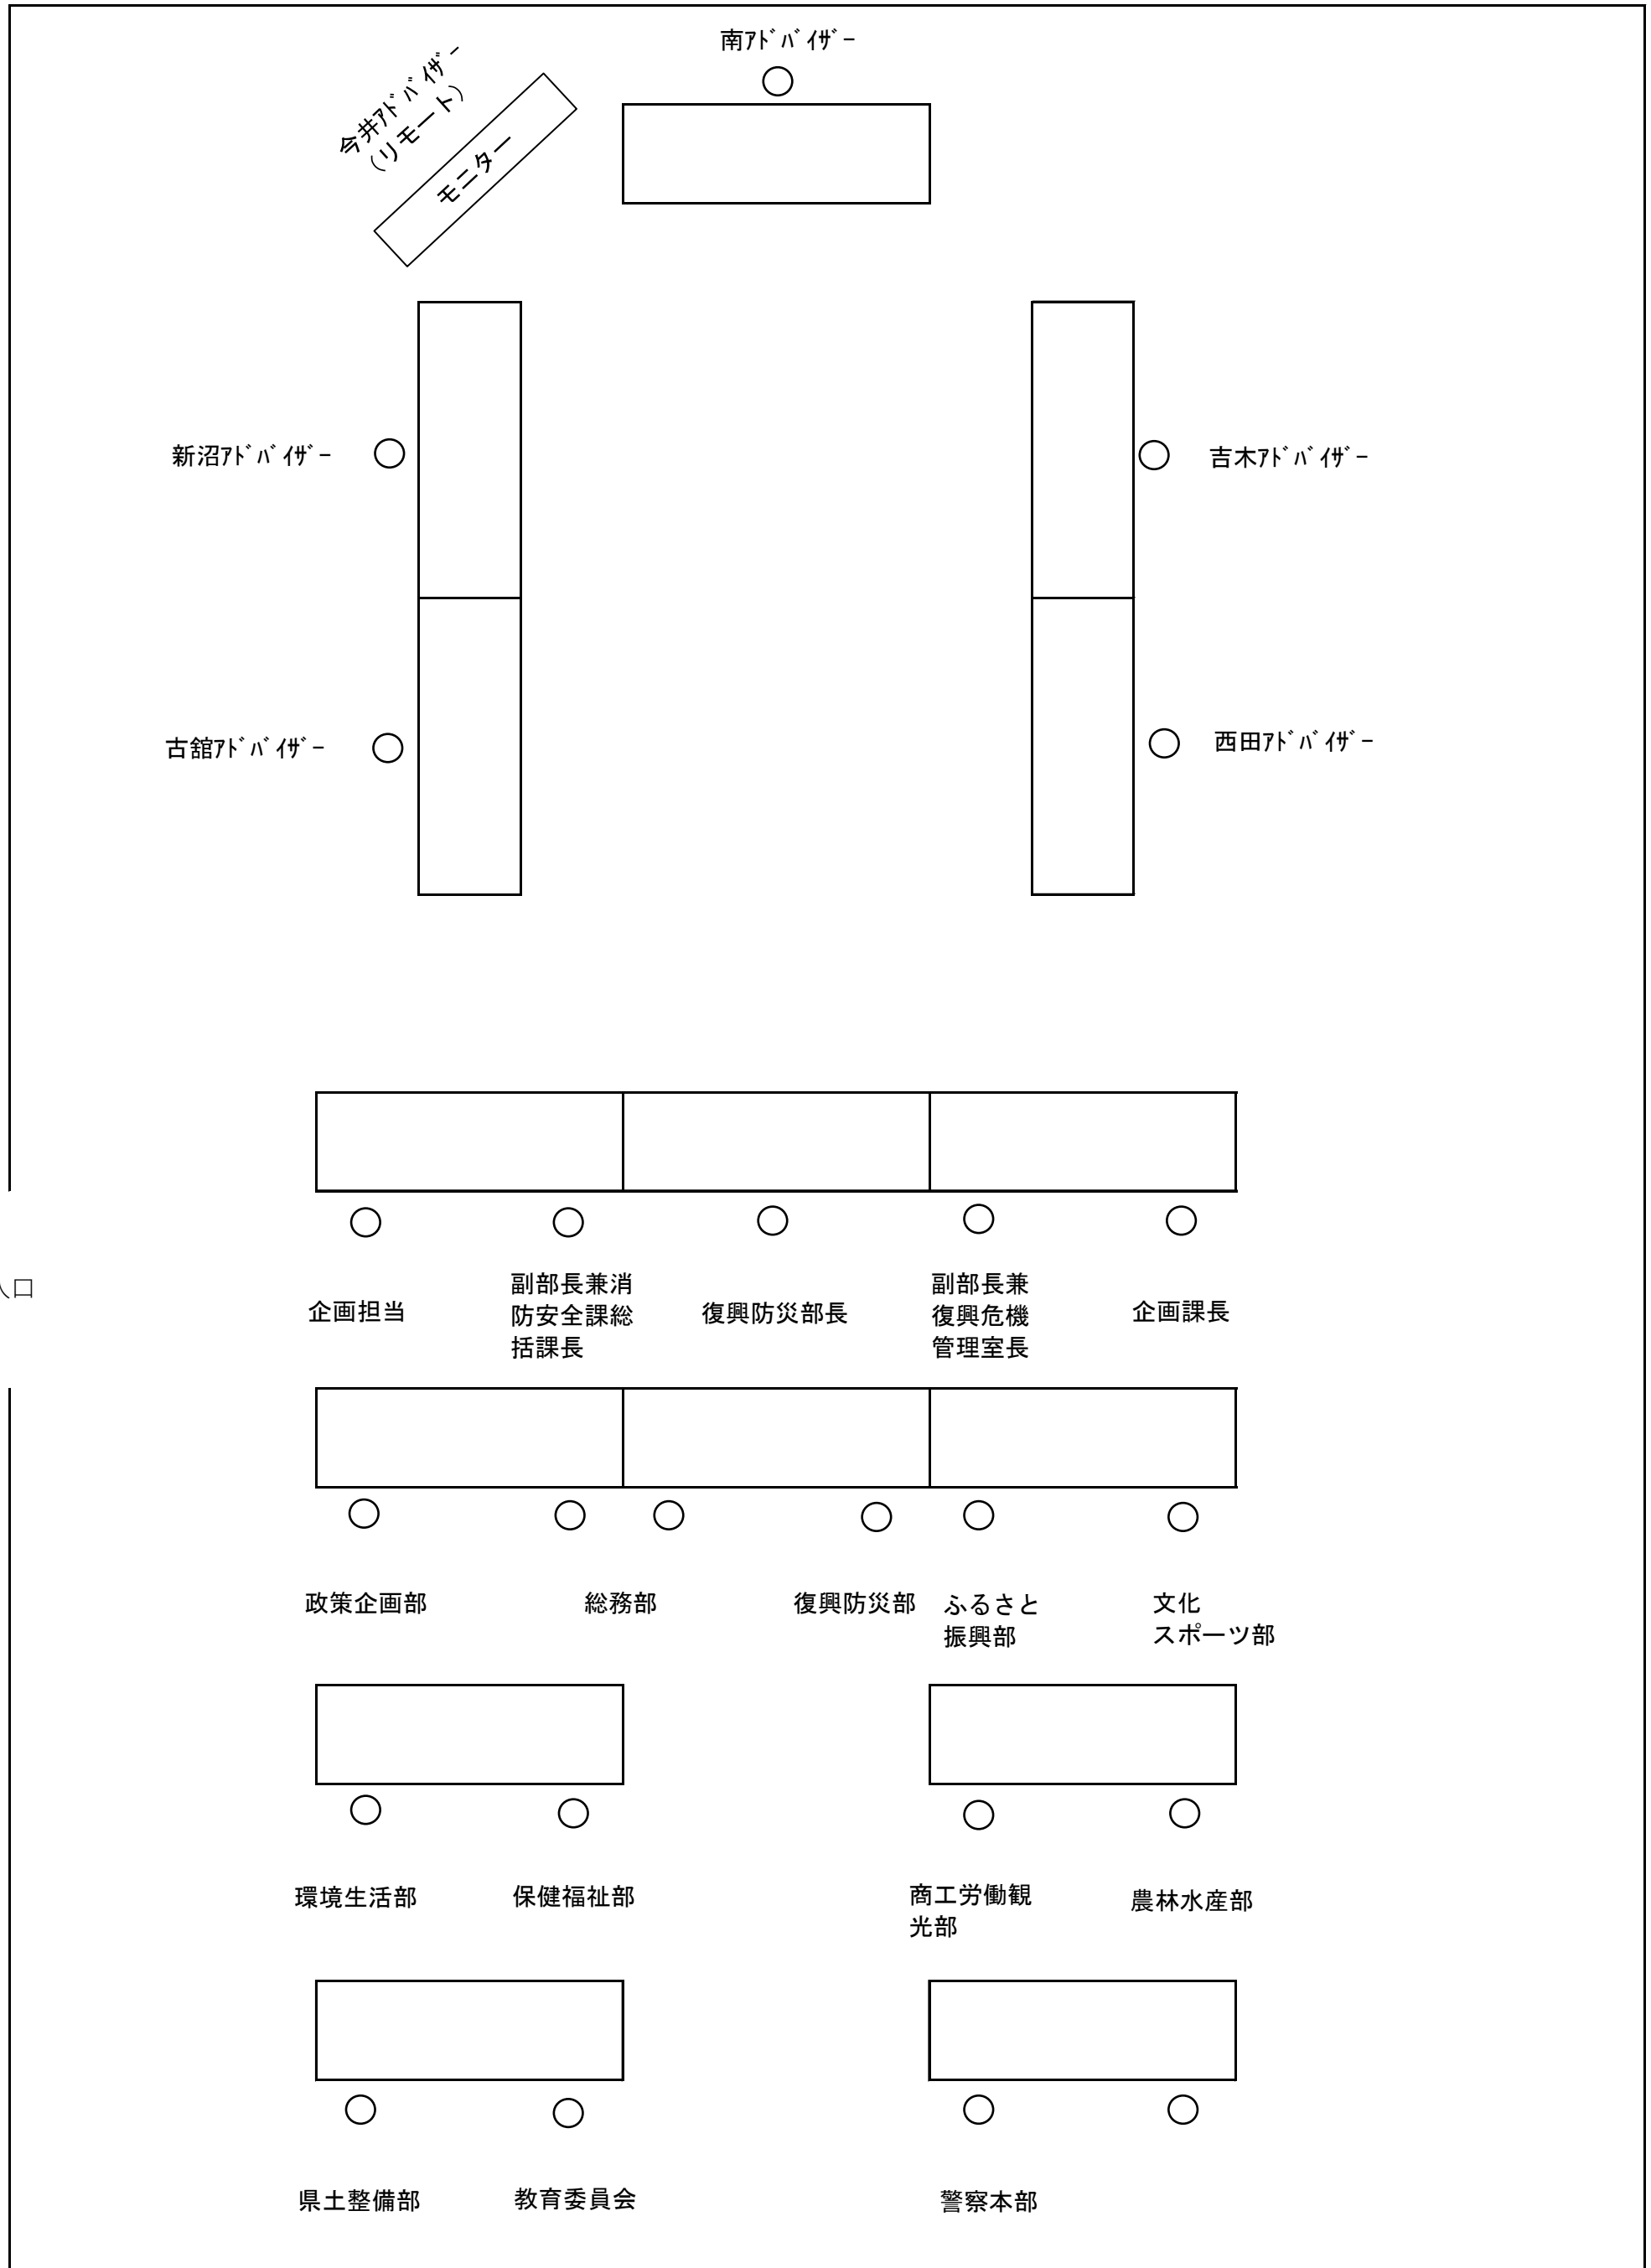 南ｱﾄﾞﾊﾞｲｻﾞｰ
今井ｱﾄﾞﾊﾞｲｻﾞｰ
（リモート）
モニター
新沼ｱﾄﾞﾊﾞｲｻﾞｰ
吉木ｱﾄﾞﾊﾞｲｻﾞｰ
古舘ｱﾄﾞﾊﾞｲｻﾞｰ
西田ｱﾄﾞﾊﾞｲｻﾞｰ
入口
企画担当
副部長兼消
防安全課総
括課長
復興防災部長
副部長兼
復興危機
管理室長
企画課長
政策企画部
総務部
復興防災部
ふるさと
振興部
文化
スポーツ部
環境生活部
保健福祉部
商工労働観
光部
農林水産部
県土整備部
教育委員会
警察本部